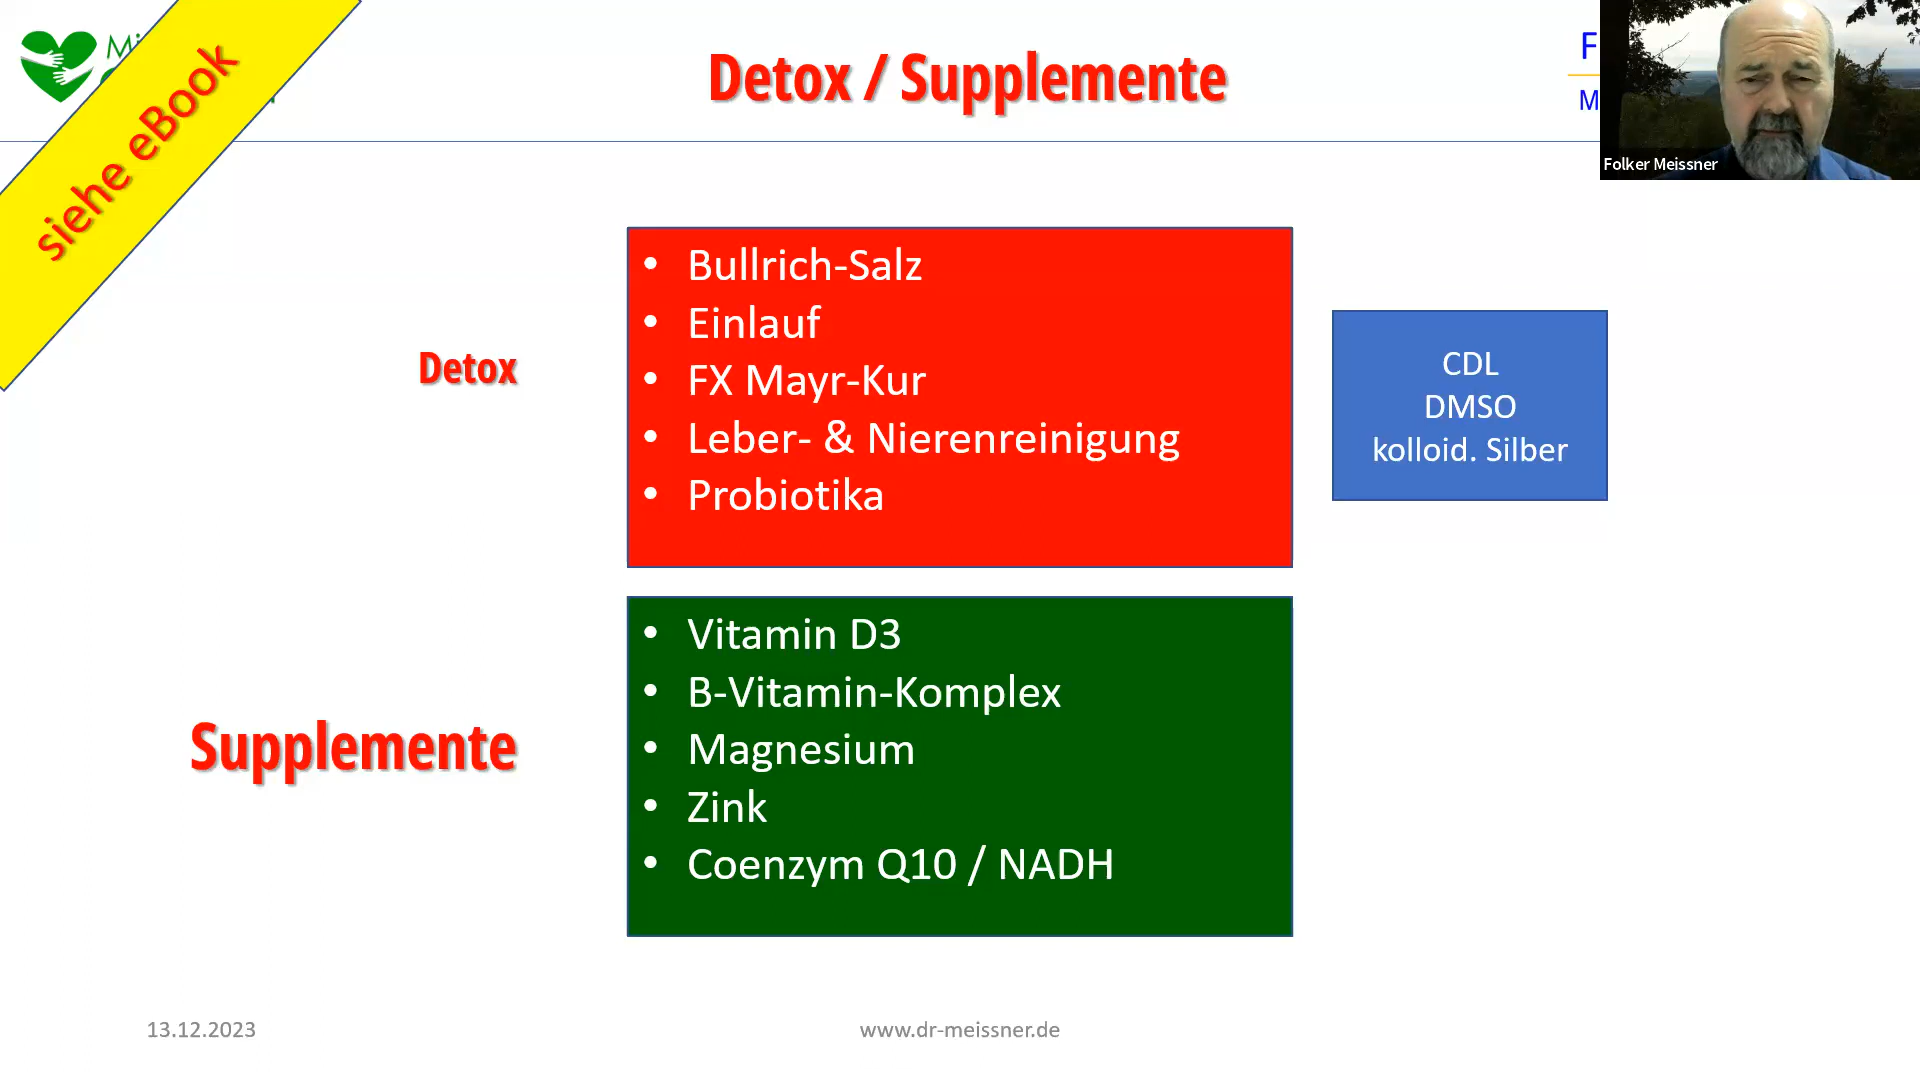 siehe eBook
Detox / Supplemente
Folker Meissner
Detox
• Bullrich-Salz
• Einlauf
• FX Mayr-Kur
• Leber- & Nierenreinigung
• Probiotika
CDL
DMSO
kolloid. Silber
Supplemente
• Vitamin D3
• B-Vitamin-Komplex
• Magnesium
• Zink
• Coenzym Q10 / NADH
13.12.2023
www.dr-meissner.de